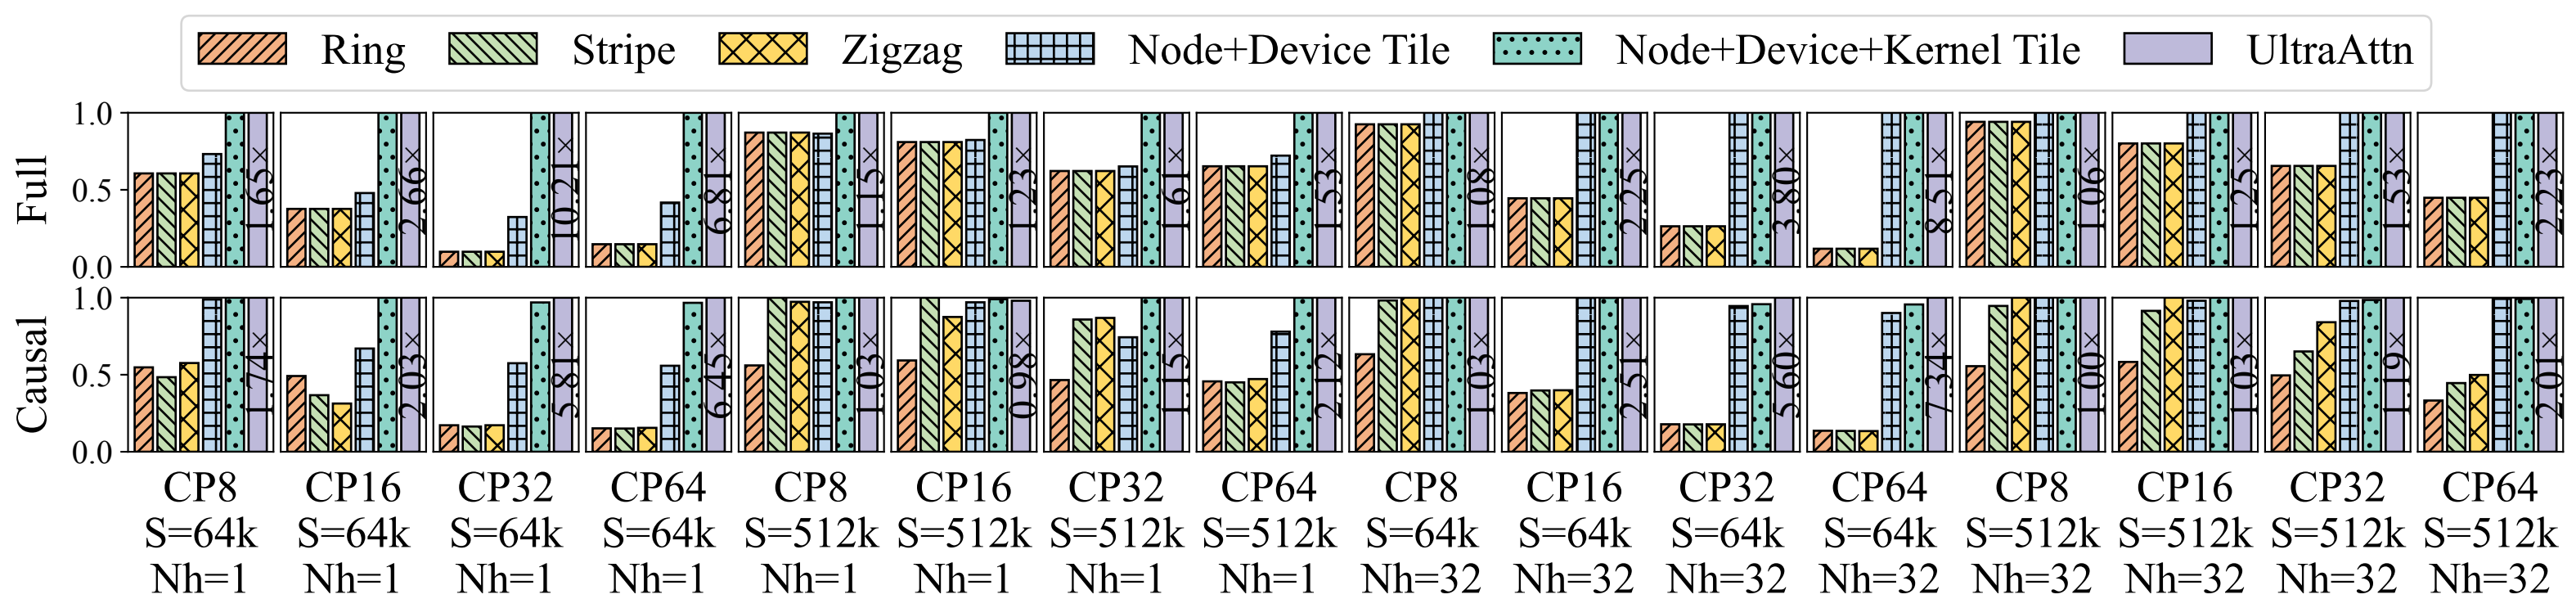 Ring Stripe Zigzag Node+Device Tile Node+Device+Kernel Tile UltraAttn
Full
1.0
0.5
0.0
1.65× 2.66× 10.21× 6.81× 1.15× 1.23× 1.61× 1.53× 1.08× 2.25× 3.80× 8.51× 1.06× 1.25× 1.53× 2.23×
Causal
1.0
0.5
0.0
1.74× 2.03× 5.81× 6.45× 1.03× 0.98× 1.15× 2.12× 1.03× 2.51× 5.60× 7.34× 1.00× 1.03× 1.19× 2.01×
CP8 CP16 CP32 CP64 CP8 CP16 CP32 CP64 CP8 CP16 CP32 CP64 CP8 CP16 CP32 CP64
S=64k S=64k S=64k S=64k S=512k S=512k S=512k S=512k S=64k S=64k S=64k S=64k S=512k S=512k S=512k S=512k
Nh=1 Nh=1 Nh=1 Nh=1 Nh=1 Nh=1 Nh=1 Nh=1 Nh=32 Nh=32 Nh=32 Nh=32 Nh=32 Nh=32 Nh=32 Nh=32